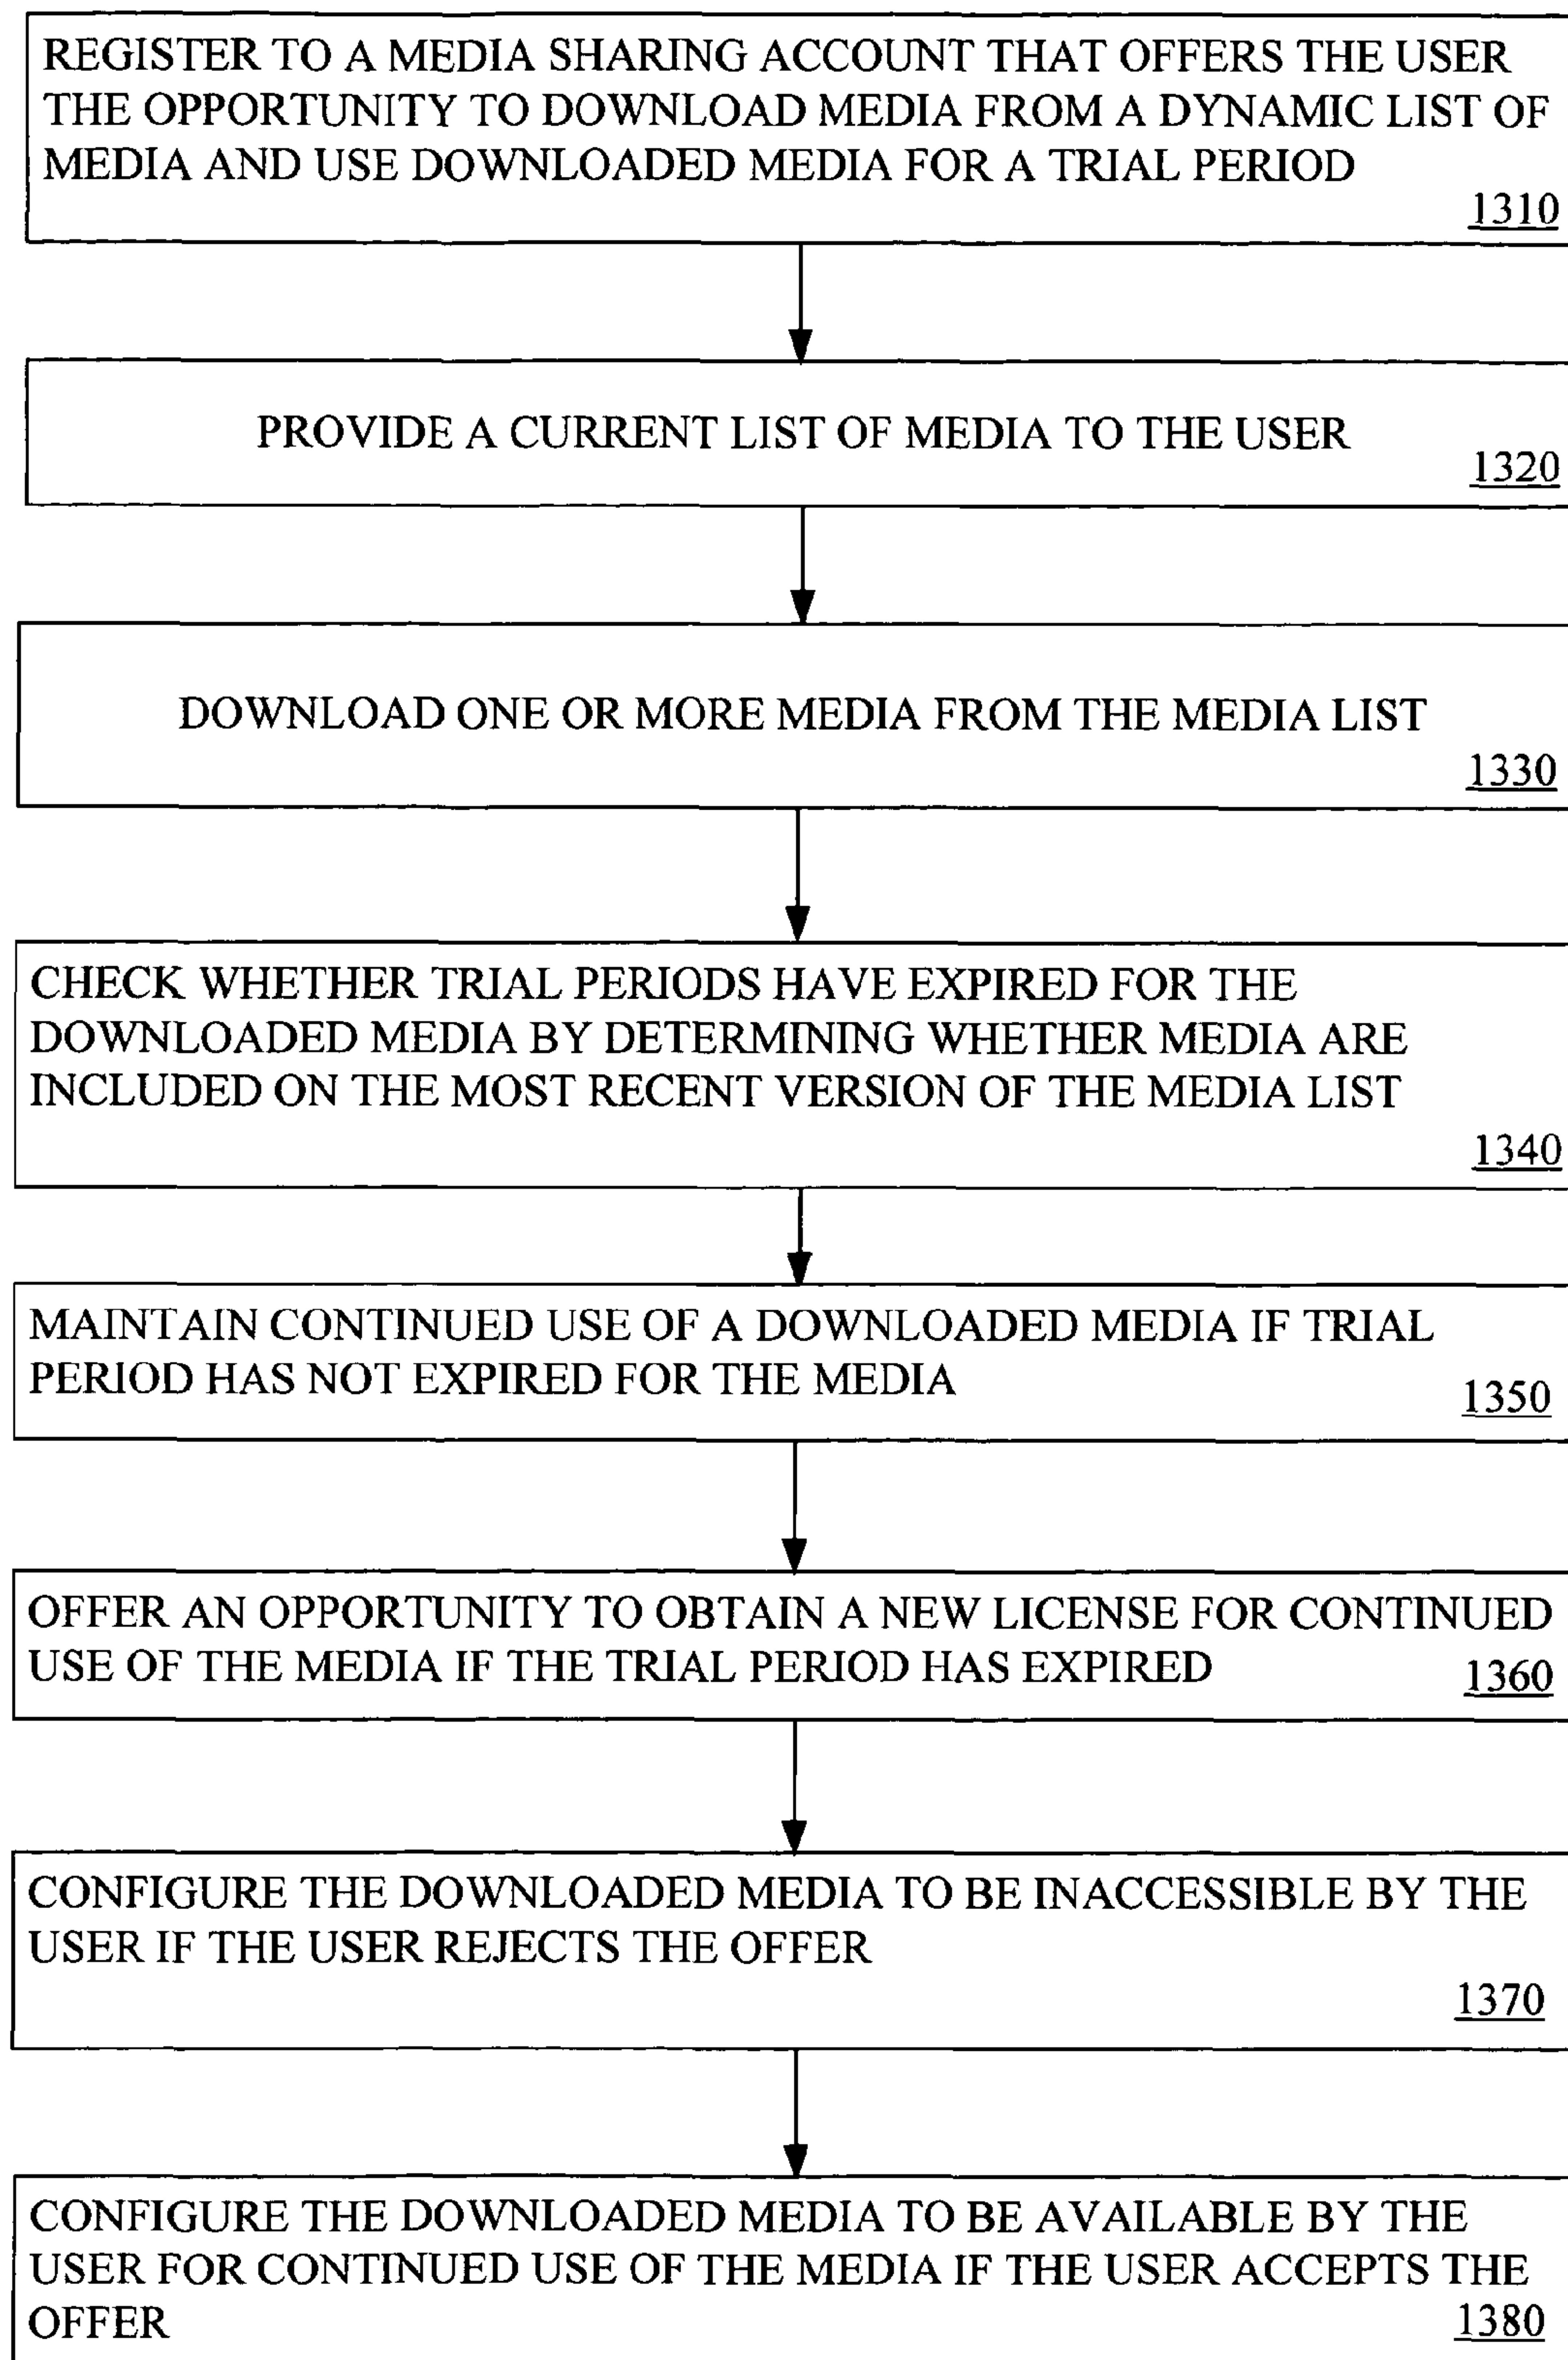 REGISTER TO A MEDIA SHARING ACCOUNT THAT OFFERS THE USER
THE OPPORTUNITY TO DOWNLOAD MEDIA FROM A DYNAMIC LIST OF
MEDIA AND USE DOWNLOADED MEDIA FOR A TRIAL PERIOD
1310
PROVIDE A CURRENT LIST OF MEDIA TO THE USER
1320
DOWNLOAD ONE OR MORE MEDIA FROM THE MEDIA LIST
1330
CHECK WHETHER TRIAL PERIODS HAVE EXPIRED FOR THE
DOWNLOADED MEDIA BY DETERMINING WHETHER MEDIA ARE
INCLUDED ON THE MOST RECENT VERSION OF THE MEDIA LIST
1340
MAINTAIN CONTINUED USE OF A DOWNLOADED MEDIA IF TRIAL
PERIOD HAS NOT EXPIRED FOR THE MEDIA
1350
OFFER AN OPPORTUNITY TO OBTAIN A NEW LICENSE FOR CONTINUED
USE OF THE MEDIA IF THE TRIAL PERIOD HAS EXPIRED
1360
CONFIGURE THE DOWNLOADED MEDIA TO BE INACCESSIBLE BY THE
USER IF THE USER REJECTS THE OFFER
1370
CONFIGURE THE DOWNLOADED MEDIA TO BE AVAILABLE BY THE
USER FOR CONTINUED USE OF THE MEDIA IF THE USER ACCEPTS THE
OFFER
1380